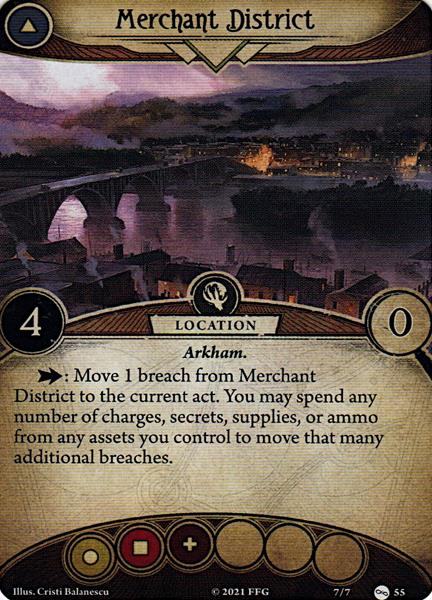 Merchant District
4
LOCATION
0
Arkham.
: Move 1 breach from Merchant
District to the current act. You may spend any
number of charges, secrets, supplies, or ammo
from any assets you control to move that many
additional breaches.
Illus. Cristi Balanescu © 2021 FFG 7/7 55